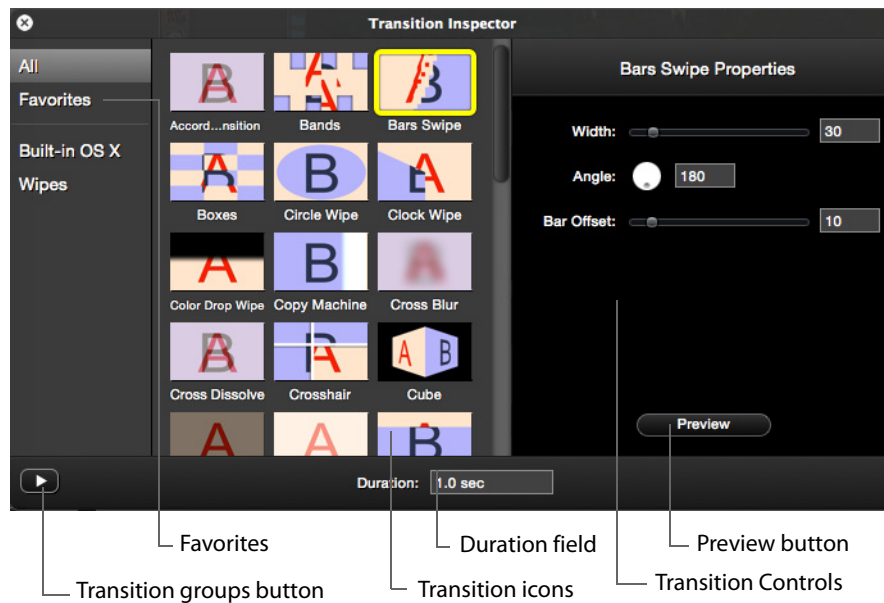 Transition Inspector
All
Favorites
Built-in OS X
Wipes
A B
A
B
Accord...nsition
Bands
Bars Swipe
A
B
B A
Boxes
Circle Wipe
Clock Wipe
A
B
A
Color Drop Wipe
Copy Machine
Cross Blur
A B
A
A B
Cross Dissolve
Crosshair
Cube
A
A
B
Bars Swipe Properties
Width:
30
Angle:
180
Bar Offset:
10
Preview
Duration:
1.0 sec
Favorites
Duration field
Preview button
Transition groups button
Transition icons
Transition Controls